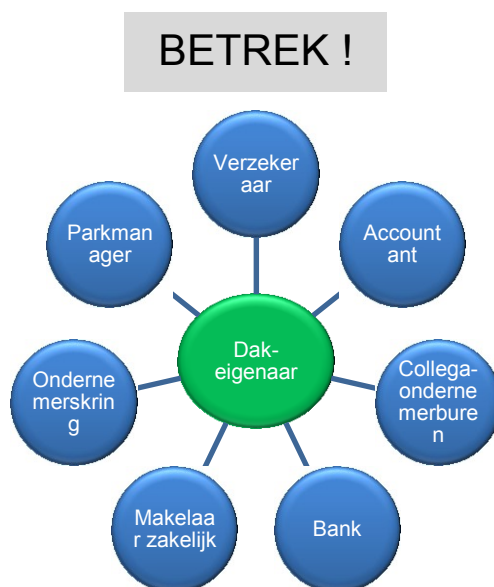 BETREK !
Verzeker
aar
Parkman
ager
Account
ant
Dak-
eigenaar
Onderne
merskrin
g
Collega-
onderne
merbure
n
Makelaa
r zakelijk
Bank